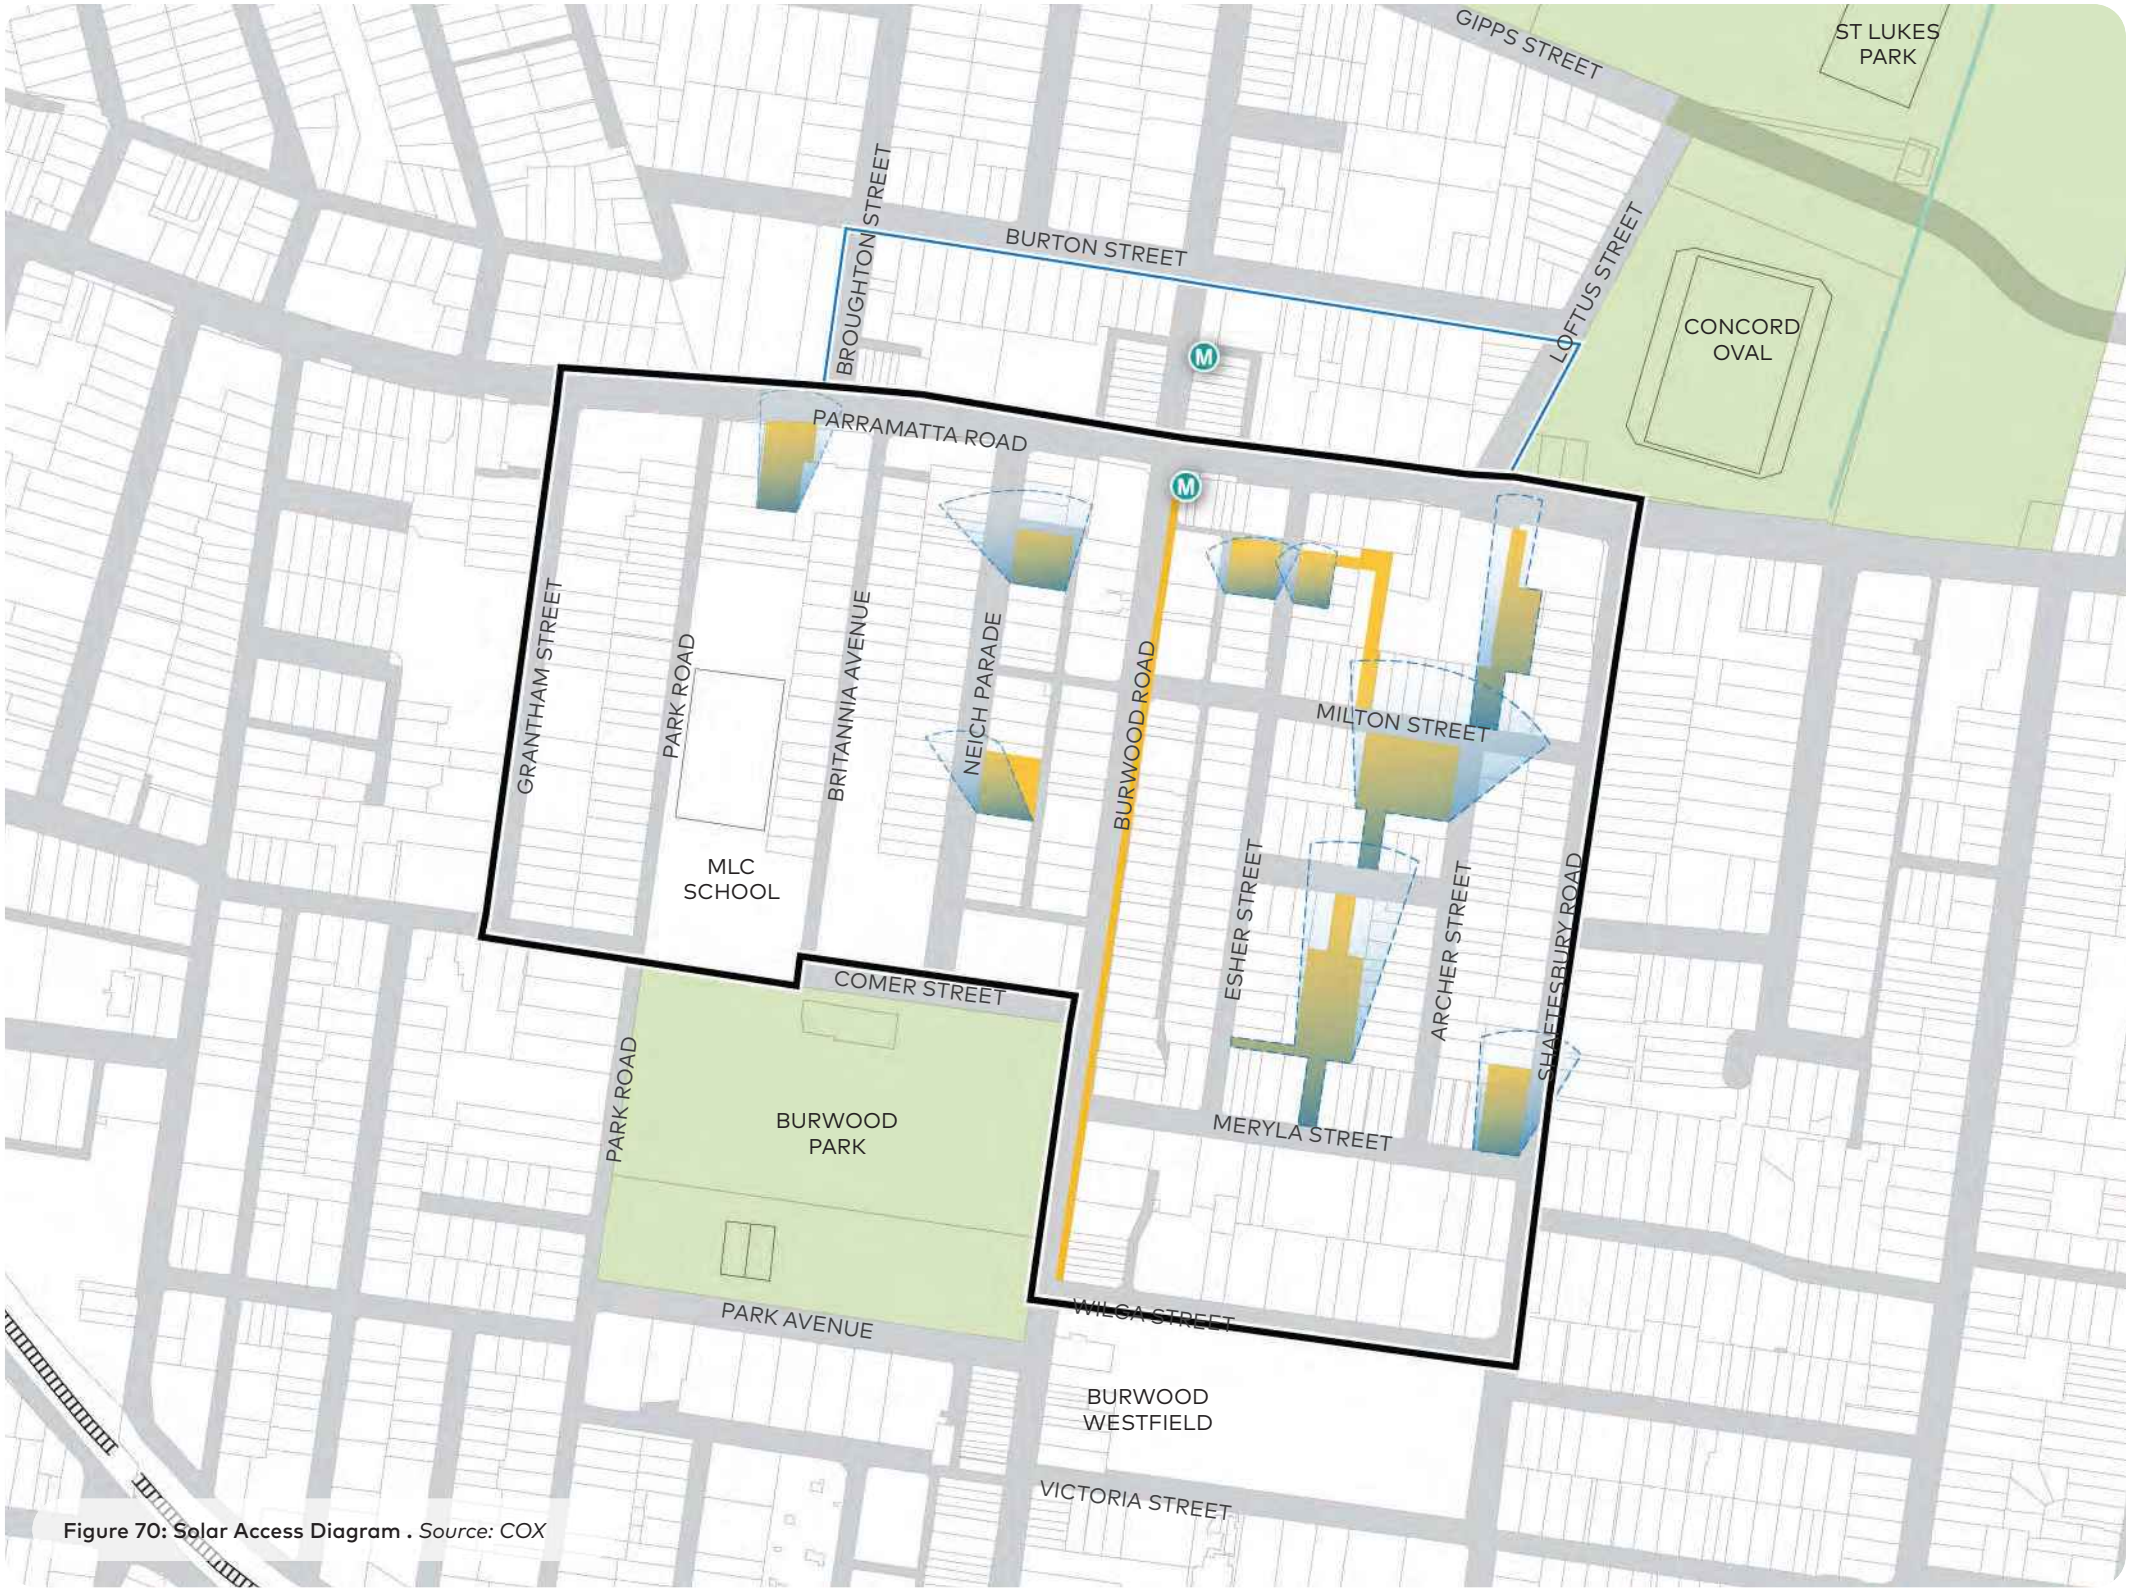 GIPPS STREET
ST LUKES
PARK
BROUGHTON STREET
BURTON STREET
LOFTUS STREET
CONCORD
OVAL
M
PARRAMATTA ROAD
M
GRANTHAM STREET
PARK ROAD
BRITANNIA AVENUE
NEICH PARADE
BURWOOD ROAD
MILTON STREET
MLC
SCHOOL
ESHER STREET
ARCHER STREET
SHAFTESBURY ROAD
COMER STREET
PARK ROAD
BURWOOD
PARK
MERYLA STREET
PARK AVENUE
WILGA STREET
BURWOOD
WESTFIELD
VICTORIA STREET
Figure 70: Solar Access Diagram . Source: COX